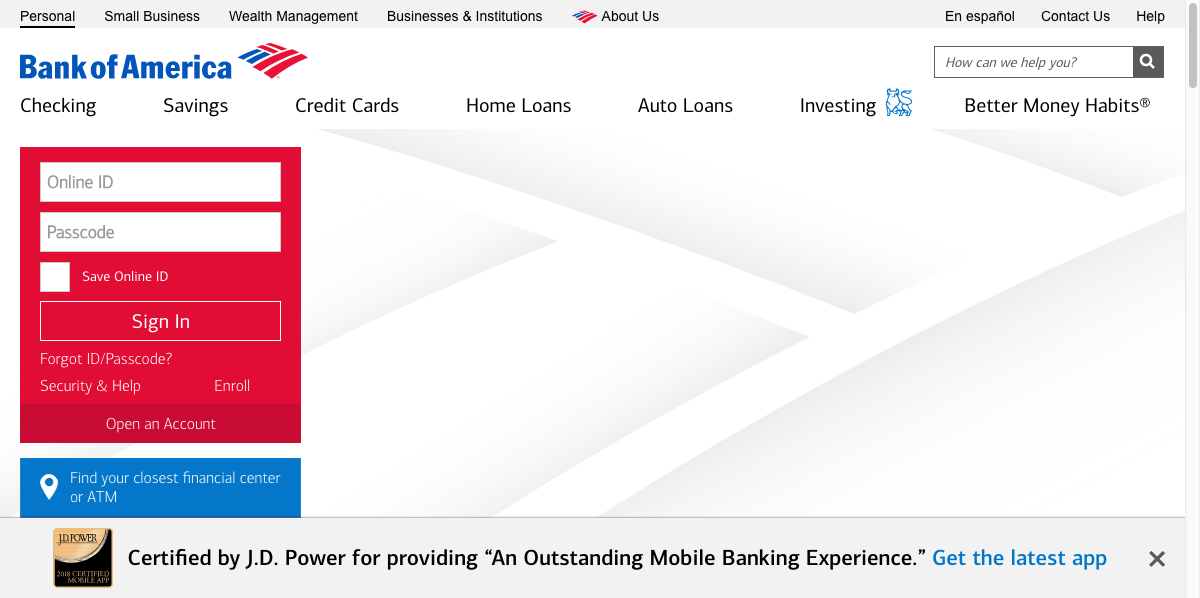 Personal
Small Business
Wealth Management
Businesses & Institutions
About Us
En español
Contact Us
Help
Bank of America
How can we help you?
Checking
Savings
Credit Cards
Home Loans
Auto Loans
Investing
Better Money Habits®
Online ID
Passcode
Save Online ID
Sign In
Forgot ID/Passcode?
Security & Help
Enroll
Open an Account
Find your closest financial center
or ATM
J.D. POWER
2018 CERTIFIED
MOBILE APP
Certified by J.D. Power for providing “An Outstanding Mobile Banking Experience.” Get the latest app